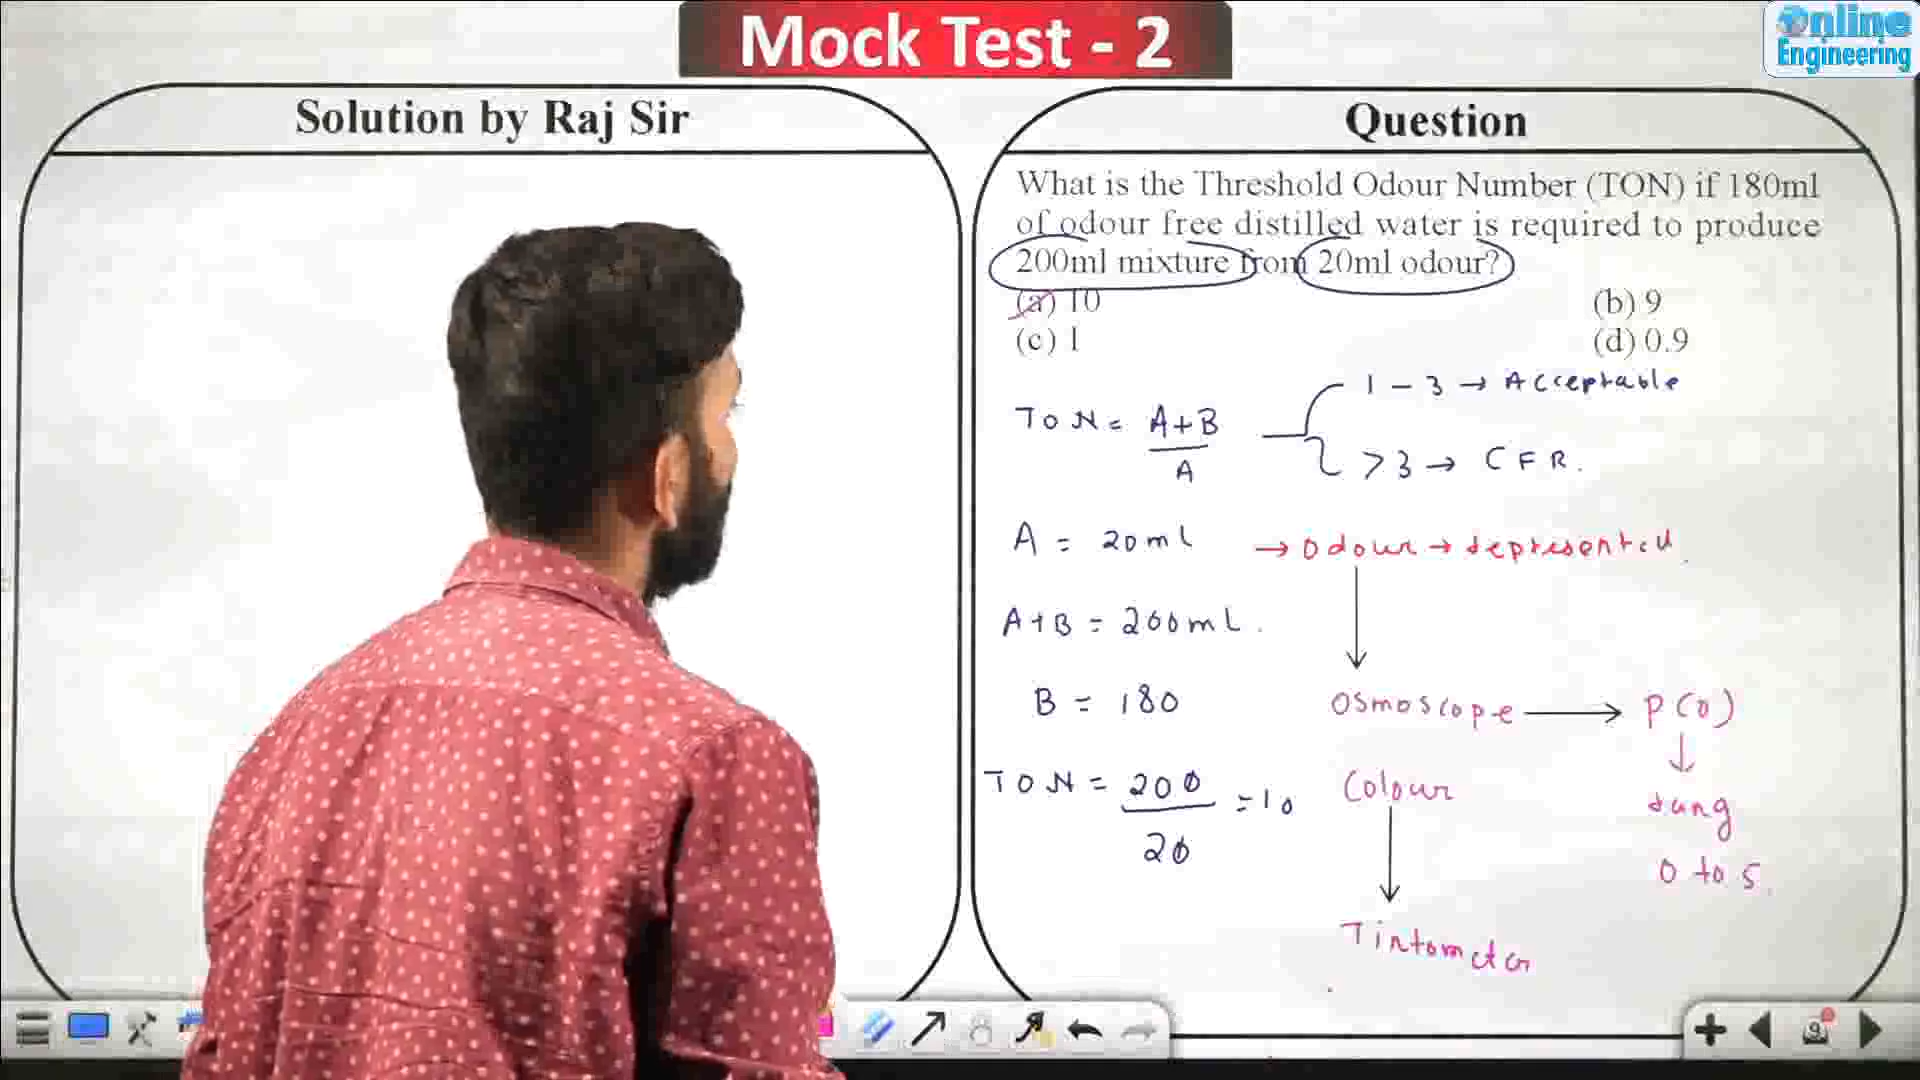 Mock Test - 2
Online
Engineering
Solution by Raj Sir
Question
What is the Threshold Odour Number (TON) if 180ml
of odour free distilled water is required to produce
200ml mixture from 20ml odour?
(a) 10
(b) 9
(c) 1
(d) 0.9
TON = A+B
A
1 – 3 → Acceptable
> 3 → CFR.
A = 20ml
→ Odour →
A+B = 200ml.
B = 180
Osmoscope → P(O)
TON = 200
20
= 10
Colour
0 to 5
Tintometer
9